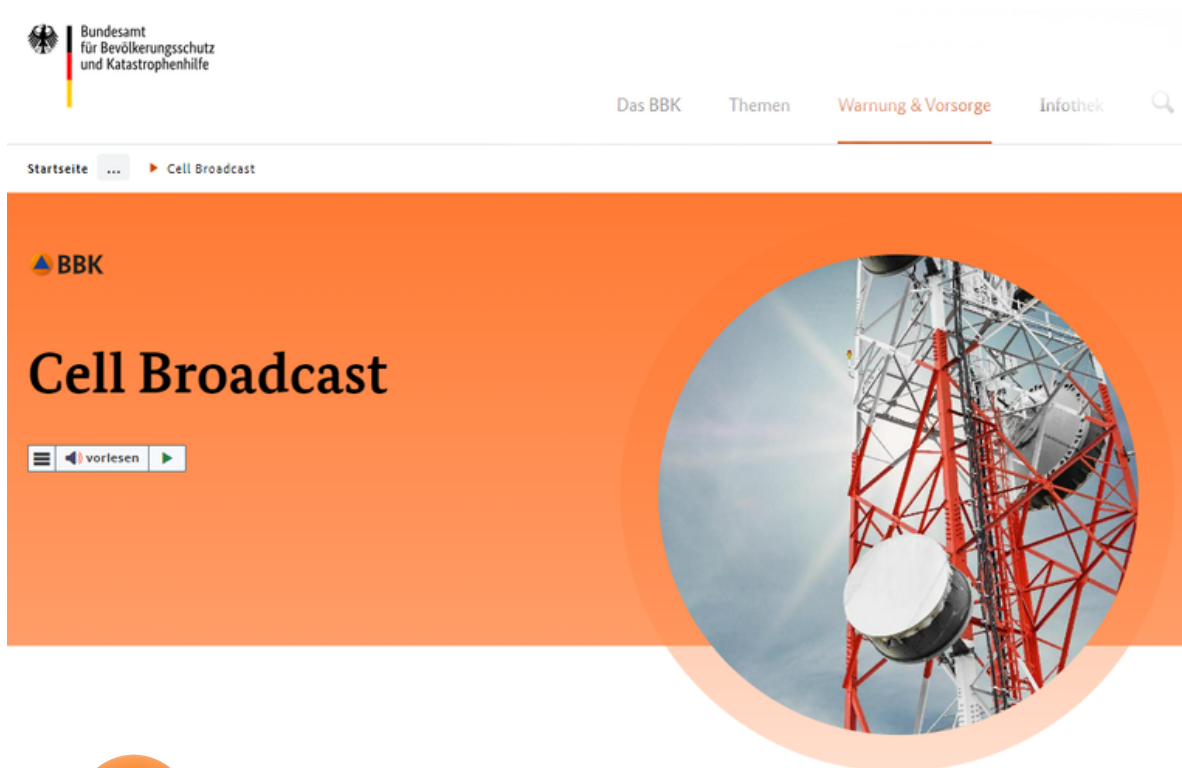 Bundesamt
für Bevölkerungsschutz
und Katastrophenhilfe
Das BBK Themen Warnung & Vorsorge Infothek
Startseite ... Cell Broadcast
BBK
Cell Broadcast
vorlesen